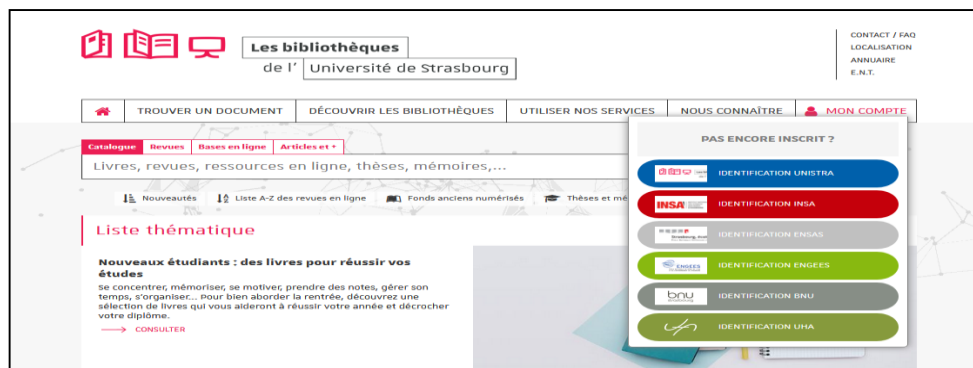 Les bibliothèques
de l' Université de Strasbourg
CONTACT / FAQ
LOCALISATION
ANNUAIRE
E.N.T.
TROUVER UN DOCUMENT
DÉCOUVRIR LES BIBLIOTHÈQUES
UTILISER NOS SERVICES
NOUS CONNAÎTRE
MON COMPTE
PAS ENCORE INSCRIT ?
IDENTIFICATION UNISTRA
INSA
IDENTIFICATION INSA
IDENTIFICATION ENSAS
ENGEES
IDENTIFICATION ENGEES
bnu
IDENTIFICATION BNU
IDENTIFICATION UHA
Catalogue Revues Bases en ligne Articles et +
Livres, revues, ressources en ligne, thèses, mémoires,...
Nouveautés
Liste A-Z des revues en ligne
Fonds anciens numérisés
Thèses et mé
Liste thématique
Nouveaux étudiants : des livres pour réussir vos
études
Se concentrer, mémoriser, se motiver, prendre des notes, gérer son
temps, s'organiser... Pour bien aborder la rentrée, découvrez une
sélection de livres qui vous aideront à réussir votre année et décrocher
votre diplôme.
CONSULTER